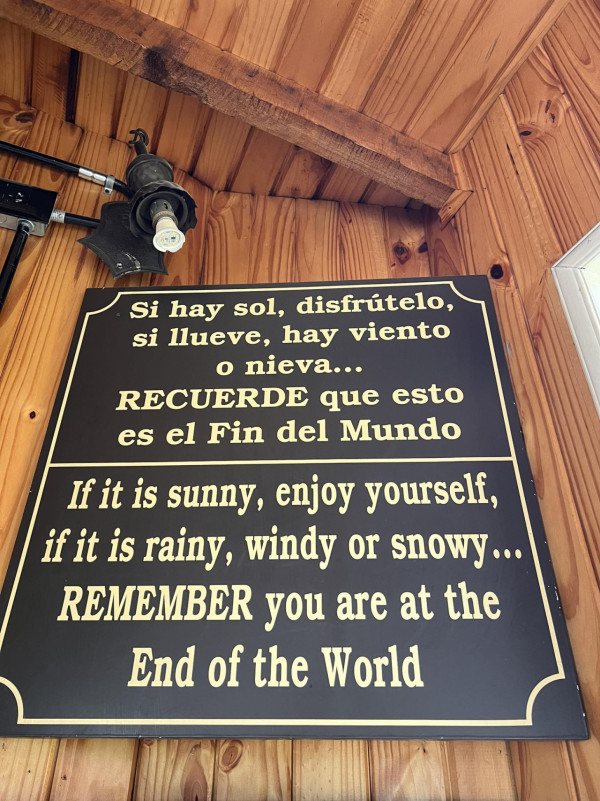 Si hay sol, disfrútelo,
si llueve, hay viento
o nieva...
RECUERDE que esto
es el Fin del Mundo
If it is sunny, enjoy yourself,
if it is rainy, windy or snowy...
REMEMBER you are at the
End of the World